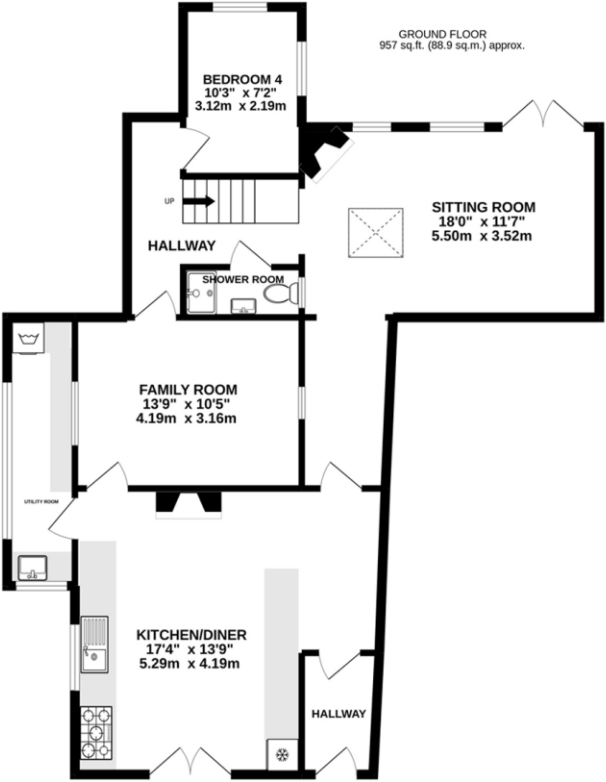 GROUND FLOOR
957 sq.ft. (88.9 sq.m.) approx.
BEDROOM 4
10'3" x 7'2"
3.12m x 2.19m
UP
SITTING ROOM
18'0" x 11'7"
5.50m x 3.52m
HALLWAY
SHOWER ROOM
FAMILY ROOM
13'9" x 10'5"
4.19m x 3.16m
UTILITY ROOM
KITCHEN/DINER
17'4" x 13'9"
5.29m x 4.19m
HALLWAY